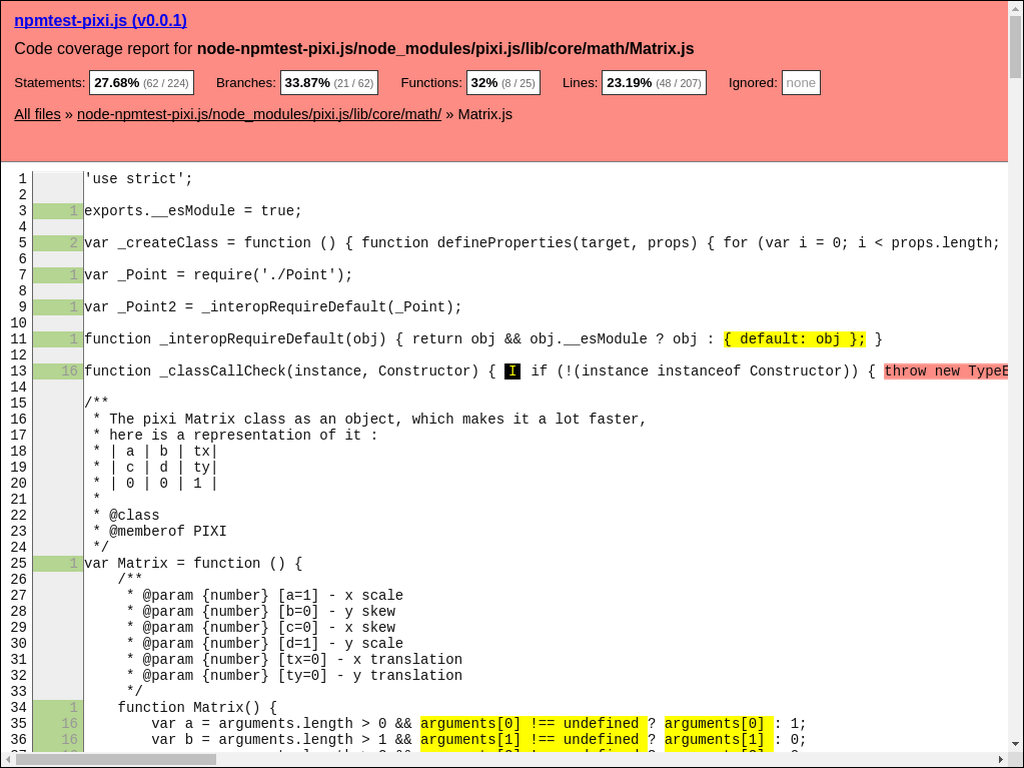 npmtest-pixi.js (v0.0.1)
Code coverage report for node-npmtest-pixi.js/node_modules/pixi.js/lib/core/math/Matrix.js
Statements: 27.68% (62 / 224) Branches: 33.87% (21 / 62) Functions: 32% (8 / 25) Lines: 23.19% (48 / 207) Ignored: none
All files » node-npmtest-pixi.js/node_modules/pixi.js/lib/core/math/ » Matrix.js
1 'use strict';
2
3 1 exports.__esModule = true;
4
5 2 var _createClass = function () { function defineProperties(target, props) { for (var i = 0; i < props.length;
6
7 1 var _Point = require('./Point');
8
9 1 var _Point2 = _interopRequireDefault(_Point);
10
11 1 function _interopRequireDefault(obj) { return obj && obj.__esModule ? obj : { default: obj }; }
12
13 16 function _classCallCheck(instance, Constructor) { I if (!(instance instanceof Constructor)) { throw new TypeE
14
15 /**
16 * The pixi Matrix class as an object, which makes it a lot faster,
17 * here is a representation of it :
18 * | a | b | tx|
19 * | c | d | ty|
20 * | 0 | 0 | 1 |
21 *
22 * @class
23 * @memberof PIXI
24 */
25 1 var Matrix = function () {
26 /**
27 * @param {number} [a=1] - x scale
28 * @param {number} [b=0] - y skew
29 * @param {number} [c=0] - x skew
30 * @param {number} [d=1] - y scale
31 * @param {number} [tx=0] - x translation
32 * @param {number} [ty=0] - y translation
33 */
34 1 function Matrix() {
35 16 var a = arguments.length > 0 && arguments[0] !== undefined ? arguments[0] : 1;
36 16 var b = arguments.length > 1 && arguments[1] !== undefined ? arguments[1] : 0;